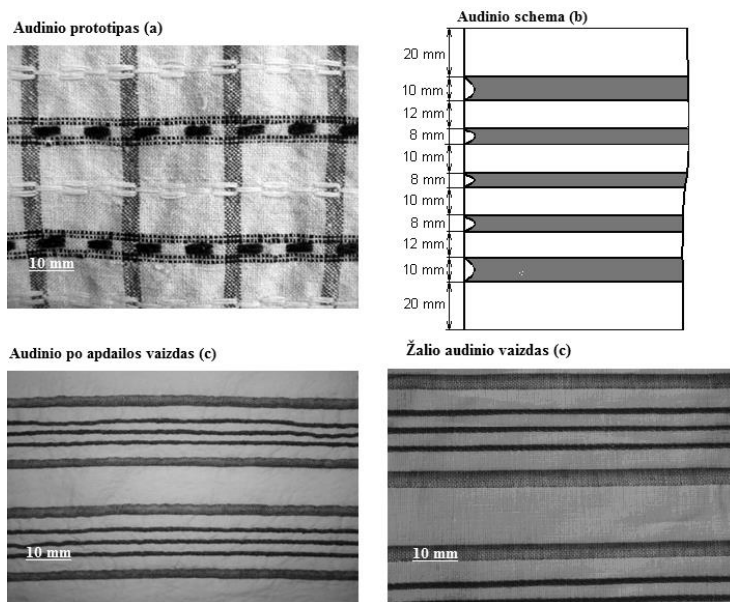 Audinio prototipas (a)
10 mm
Audinio schema (b)
20 mm
10 mm
12 mm
8 mm
10 mm
8 mm
10 mm
8 mm
12 mm
10 mm
20 mm
Audinio po apdailos vaizdas (c)
10 mm
Žalio audinio vaizdas (c)
10 mm